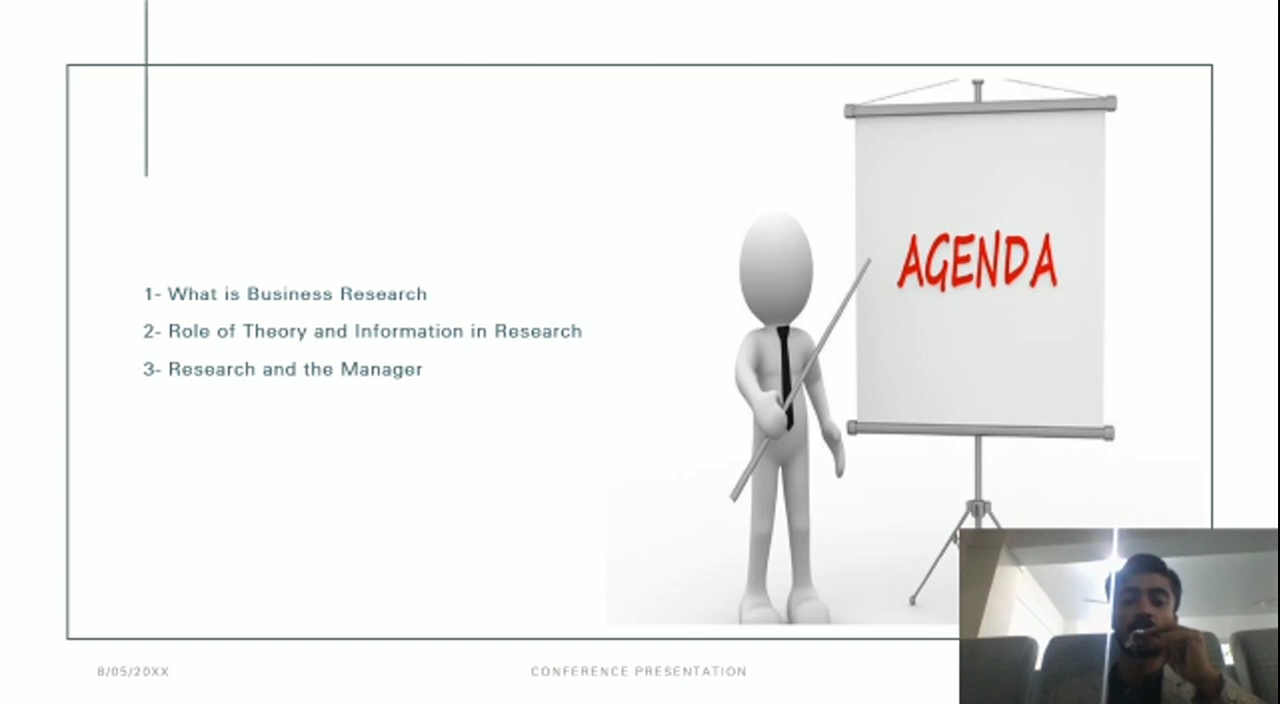 AGENDA
1- What is Business Research
2- Role of Theory and Information in Research
3- Research and the Manager
8/05/20XX
CONFERENCE PRESENTATION